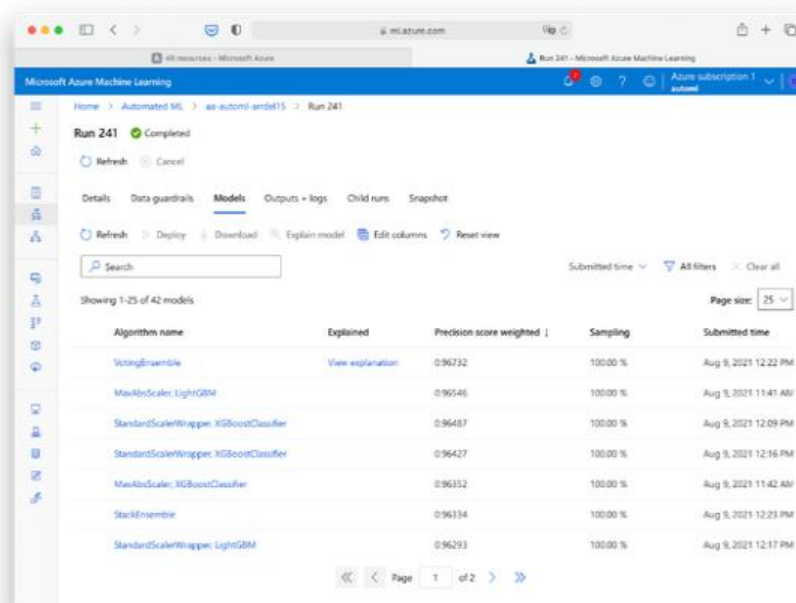 ml.azure.com
All resources - Microsoft Azure
Run 241 - Microsoft Azure Machine Learning
Microsoft Azure Machine Learning
Azure subscription 1
automl
Home > Automated ML > > Run 241
Run 241 Completed
Refresh Cancel
Details Data guardrails Models Outputs + logs Child runs Snapshot
Refresh Deploy Download Explain model Edit columns Reset view
Search
Submitted time All filters Clear all
Showing 1-25 of 42 models
Page size: 25
Algorithm name Explained Precision score weighted ↓ Sampling Submitted time
VotingEnsemble View explanation 0.96732 100.00 % Aug 9, 2021 12:22 PM
MaxAbsScaler, LightGBM 0.96546 100.00 % Aug 9, 2021 11:41 AM
StandardScalerWrapper, XGBoostClassifier 0.96487 100.00 % Aug 9, 2021 12:09 PM
StandardScalerWrapper, XGBoostClassifier 0.96427 100.00 % Aug 9, 2021 12:16 PM
MaxAbsScaler, XGBoostClassifier 0.96352 100.00 % Aug 9, 2021 11:42 AM
StackEnsemble 0.96334 100.00 % Aug 9, 2021 12:23 PM
StandardScalerWrapper, LightGBM 0.96293 100.00 % Aug 9, 2021 12:17 PM
Page 1 of 2